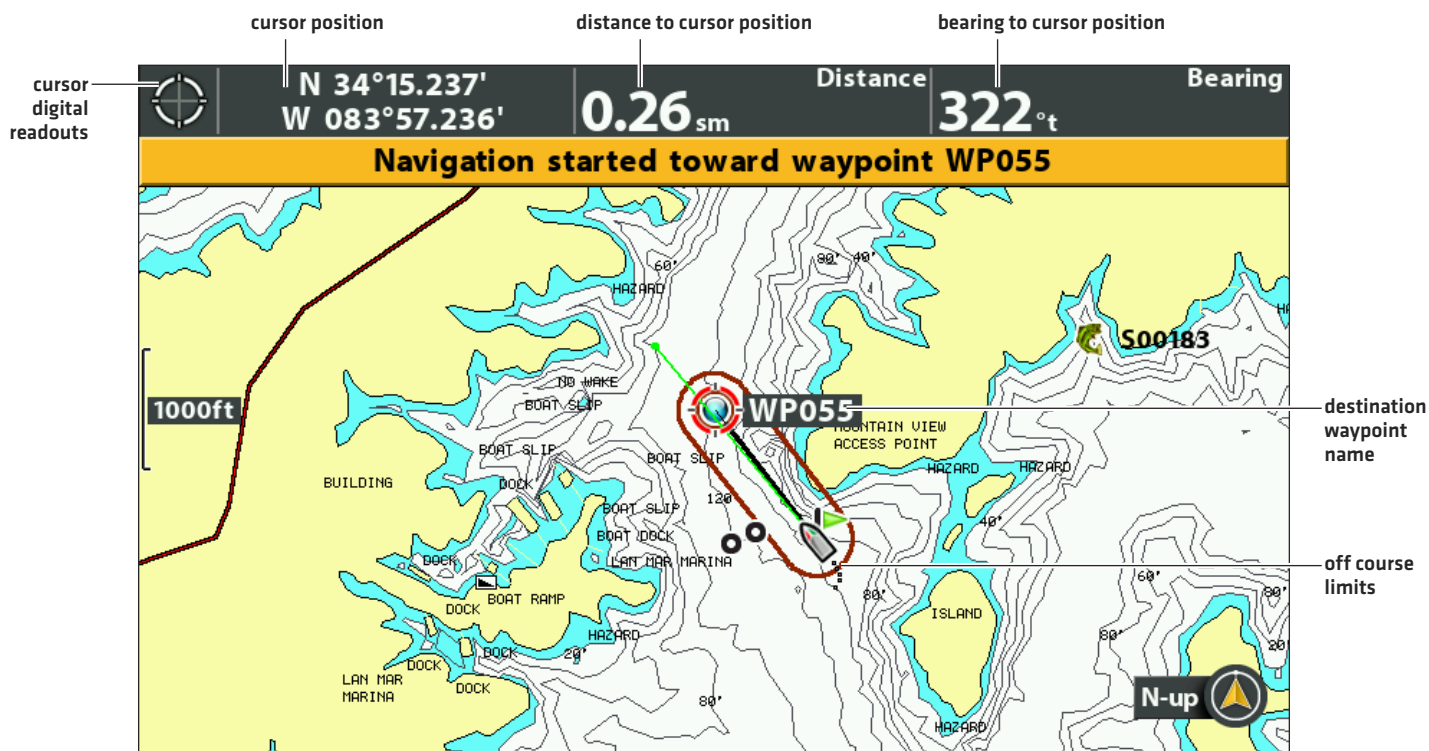 cursor position
distance to cursor position
bearing to cursor position
cursor
digital
readouts
N 34°15.237'
W 083°57.236'
Distance
0.26 sm
Bearing
322 °t
Navigation started toward waypoint WP055
60'
80' 40'
HAZARD
S00183
NO WAKE
BOAT SLIP
1000ft
WP055
destination
waypoint
name
MOUNTAIN VIEW
ACCESS POINT
BOAT SLIP
BOAT SLIP
HAZARD
HAZARD
BUILDING
DOCK
120
BOAT SLIP
40'
BOAT DOCK
DOCK
LAN MAR MARINA
off course
limits
60'
80'
80'
BOAT RAMP
DOCK
ISLAND
HAZARD
80'
20'
DOCK
20'
DOCK
LAN MAR
MARINA
DOCK
80'
N-up
HAZARD